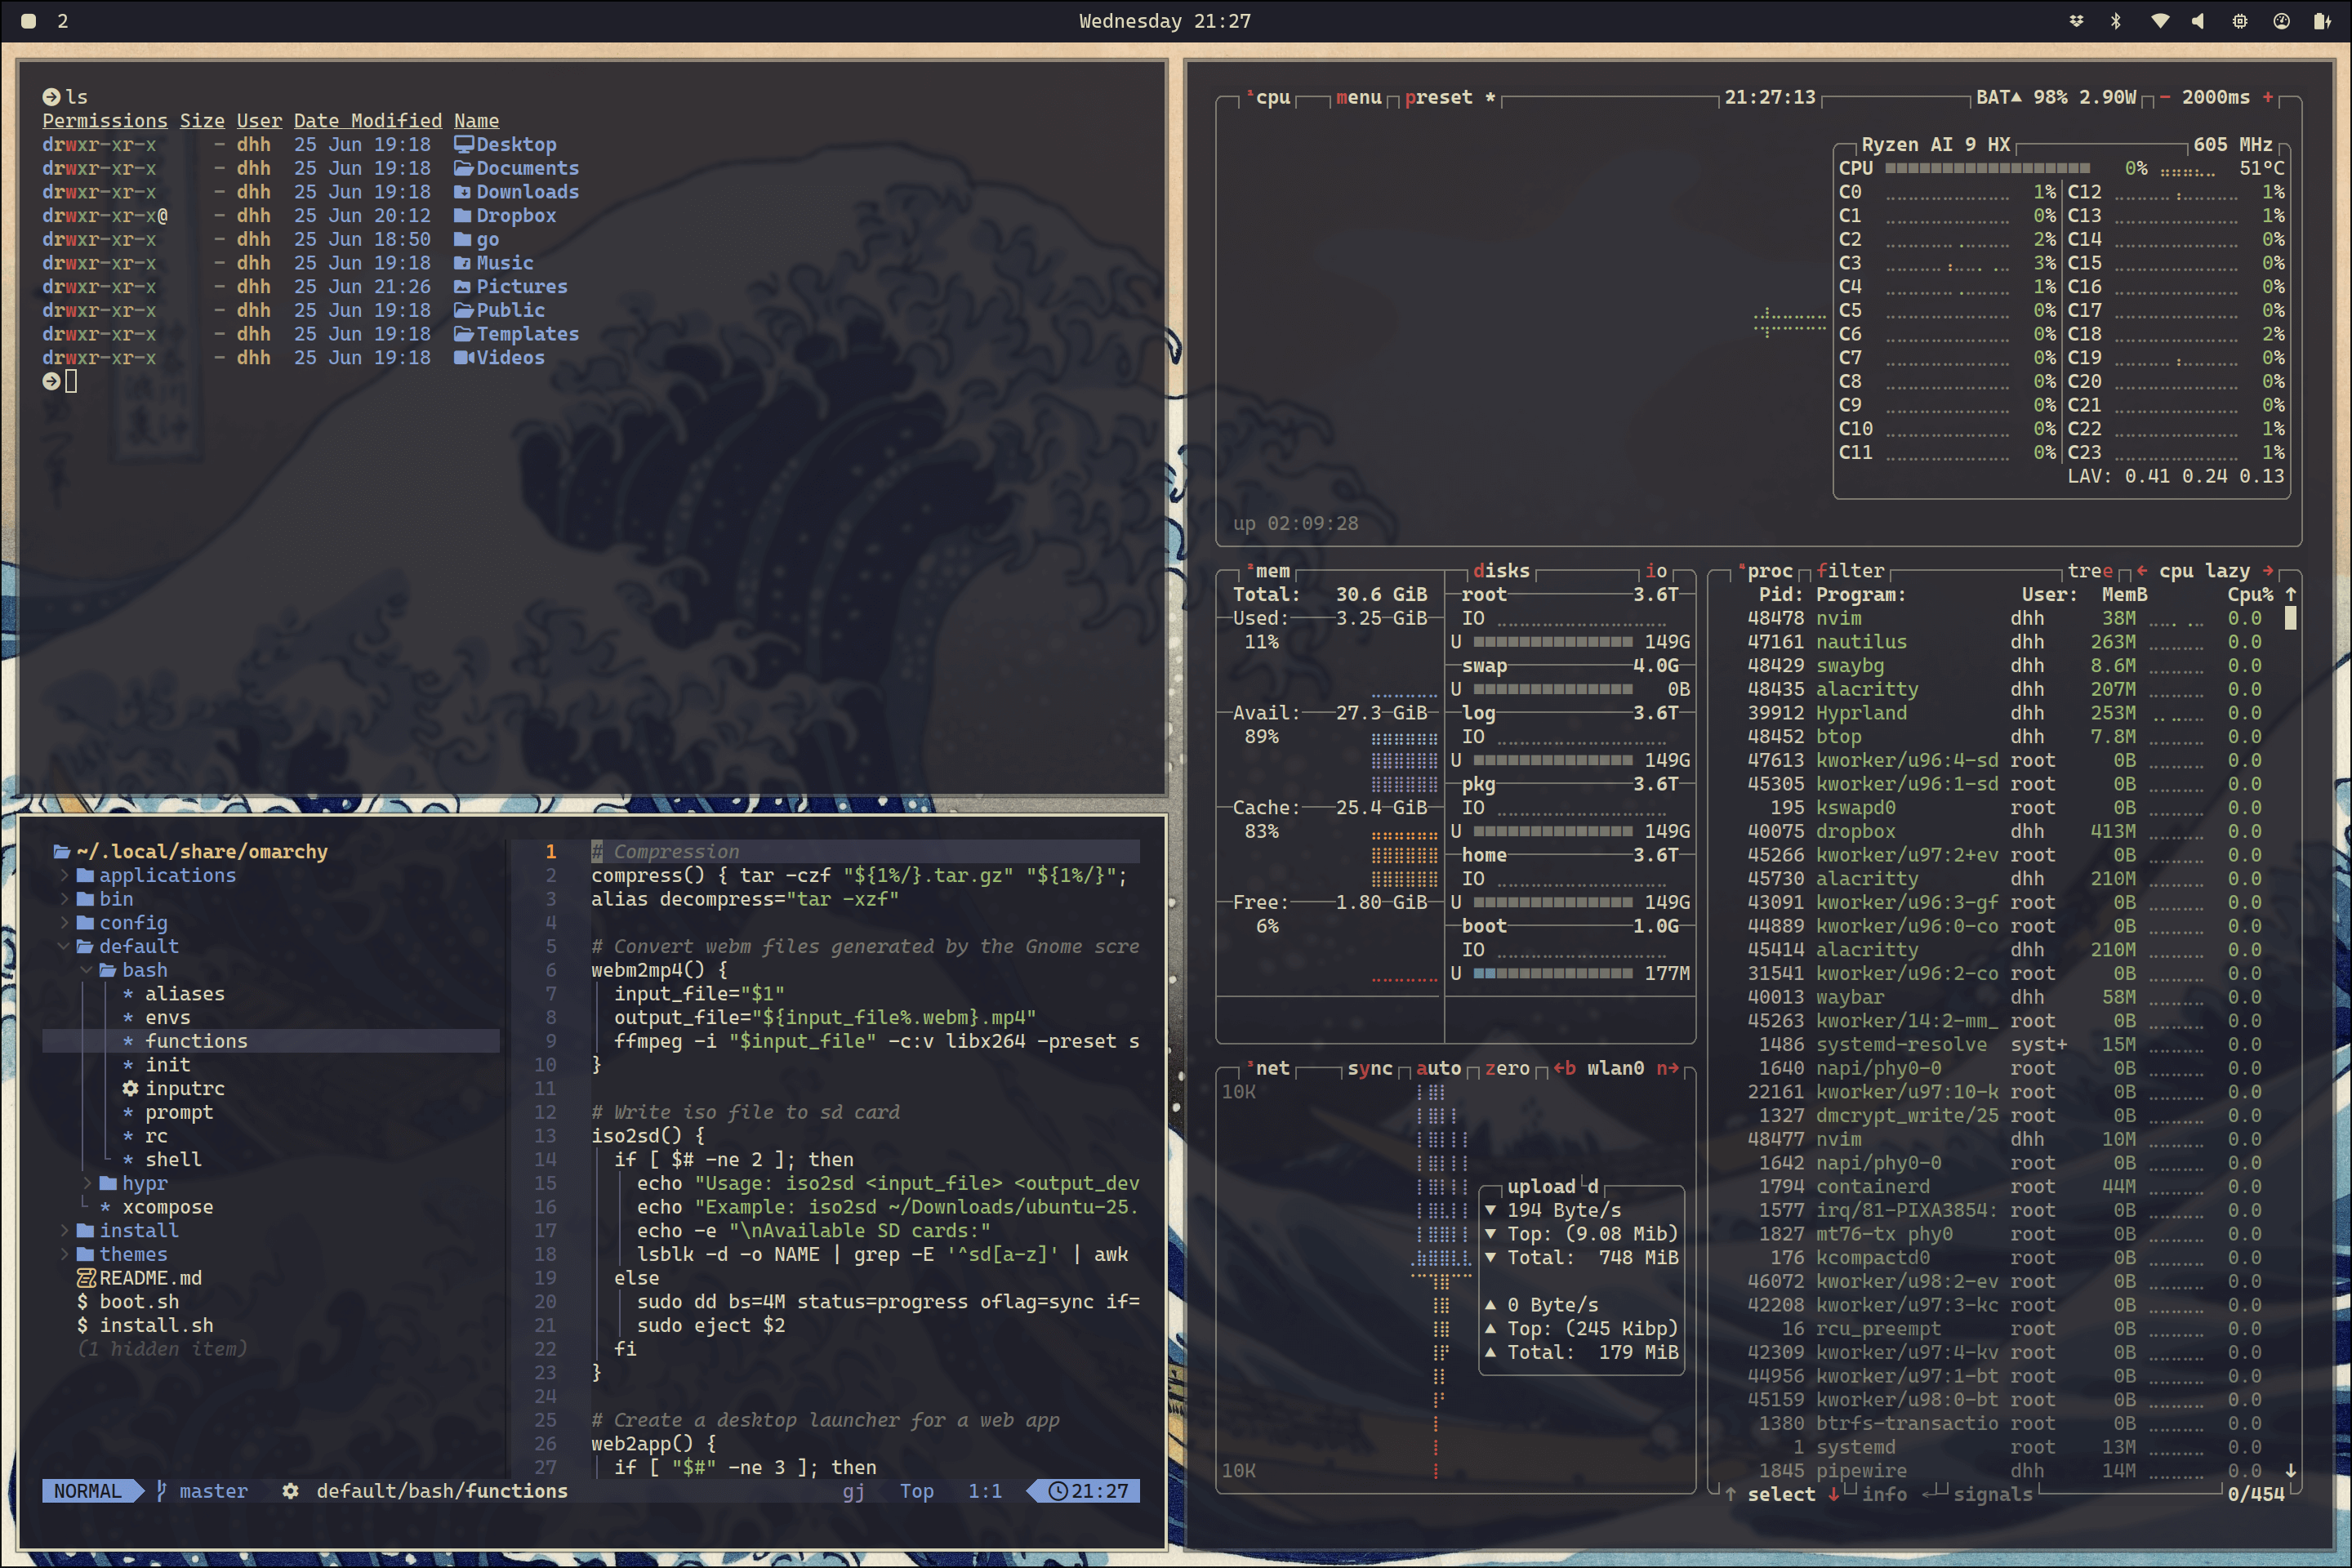 2
Wednesday 21:27
ls
Permissions Size User Date Modified Name
drwxr-xr-x - dhh 25 Jun 19:18 Desktop
drwxr-xr-x - dhh 25 Jun 19:18 Documents
drwxr-xr-x - dhh 25 Jun 19:18 Downloads
drwxr-xr-x@ - dhh 25 Jun 20:12 Dropbox
drwxr-xr-x - dhh 25 Jun 18:50 go
drwxr-xr-x - dhh 25 Jun 19:18 Music
drwxr-xr-x - dhh 25 Jun 21:26 Pictures
drwxr-xr-x - dhh 25 Jun 19:18 Public
drwxr-xr-x - dhh 25 Jun 19:18 Templates
drwxr-xr-x - dhh 25 Jun 19:18 Videos
~/.local/share/omarchy
applications
bin
config
default
bash
* aliases
* envs
* functions
* init
inputrc
* prompt
* rc
* shell
hypr
* xcompose
install
themes
README.md
$ boot.sh
$ install.sh
(1 hidden item)
1 # Compression
2 compress() { tar -czf "${1%/}.tar.gz" "${1%/}";
3 alias decompress="tar -xzf"
4
5 # Convert webm files generated by the Gnome scre
6 webm2mp4() {
7 input_file="$1"
8 output_file="${input_file%.webm}.mp4"
9 ffmpeg -i "$input_file" -c:v libx264 -preset s
10 }
11
12 # Write iso file to sd card
13 iso2sd() {
14 if [ $# -ne 2 ]; then
15 echo "Usage: iso2sd <input_file> <output_dev
16 echo "Example: iso2sd ~/Downloads/ubuntu-25.
17 echo -e "\nAvailable SD cards:"
18 lsblk -d -o NAME | grep -E '^sd[a-z]' | awk
19 else
20 sudo dd bs=4M status=progress oflag=sync if=
21 sudo eject $2
22 fi
23 }
24
25 # Create a desktop launcher for a web app
26 web2app() {
27 if [ "$#" -ne 3 ]; then
NORMAL master default/bash/functions gj Top 1:1 21:27
¹cpu menu preset * 21:27:13 BAT▲ 98% 2.90W - 2000ms +
Ryzen AI 9 HX 605 MHz
CPU 0% 51°C
C0 1% C12 1%
C1 0% C13 1%
C2 2% C14 0%
C3 3% C15 0%
C4 1% C16 0%
C5 0% C17 0%
C6 0% C18 2%
C7 0% C19 0%
C8 0% C20 0%
C9 0% C21 0%
C10 0% C22 1%
C11 0% C23 1%
LAV: 0.41 0.24 0.13
up 02:09:28
²mem
Total: 30.6 GiB
Used: 3.25 GiB
11%
Avail: 27.3 GiB
89%
Cache: 25.4 GiB
83%
Free: 1.80 GiB
6%
disks io
root 3.6T
IO
U 149G
swap 4.0G
U 0B
log 3.6T
IO
U 149G
pkg 3.6T
IO
U 149G
home 3.6T
IO
U 149G
boot 1.0G
IO
U 177M
³net sync auto zero ←b wlan0 n→
10K
upload d
▼ 194 Byte/s
▼ Top: (9.08 Mib)
▼ Total: 748 MiB
▲ 0 Byte/s
▲ Top: (245 Kibp)
▲ Total: 179 MiB
10K
⁴proc filter tree ← cpu lazy →
Pid: Program: User: MemB Cpu% ↑
48478 nvim dhh 38M 0.0
47161 nautilus dhh 263M 0.0
48429 swaybg dhh 8.6M 0.0
48435 alacritty dhh 207M 0.0
39912 Hyprland dhh 253M 0.0
48452 btop dhh 7.8M 0.0
47613 kworker/u96:4-sd root 0B 0.0
45305 kworker/u96:1-sd root 0B 0.0
195 kswapd0 root 0B 0.0
40075 dropbox dhh 413M 0.0
45266 kworker/u97:2+ev root 0B 0.0
45730 alacritty dhh 210M 0.0
43091 kworker/u96:3-gf root 0B 0.0
44889 kworker/u96:0-co root 0B 0.0
45414 alacritty dhh 210M 0.0
31541 kworker/u96:2-co root 0B 0.0
40013 waybar dhh 58M 0.0
45263 kworker/14:2-mm_ root 0B 0.0
1486 systemd-resolve syst+ 15M 0.0
1640 napi/phy0-0 root 0B 0.0
22161 kworker/u97:10-k root 0B 0.0
1327 dmcrypt_write/25 root 0B 0.0
48477 nvim dhh 10M 0.0
1642 napi/phy0-0 root 0B 0.0
1794 containerd root 44M 0.0
1577 irq/81-PIXA3854: root 0B 0.0
1827 mt76-tx phy0 root 0B 0.0
176 kcompactd0 root 0B 0.0
46072 kworker/u98:2-ev root 0B 0.0
42208 kworker/u97:3-kc root 0B 0.0
16 rcu_preempt root 0B 0.0
42309 kworker/u97:4-kv root 0B 0.0
44956 kworker/u97:1-bt root 0B 0.0
45159 kworker/u98:0-bt root 0B 0.0
1380 btrfs-transactio root 0B 0.0
1 systemd root 13M 0.0
1845 pipewire dhh 14M 0.0 ↓
↑ select ↓ info ↵ signals 0/454